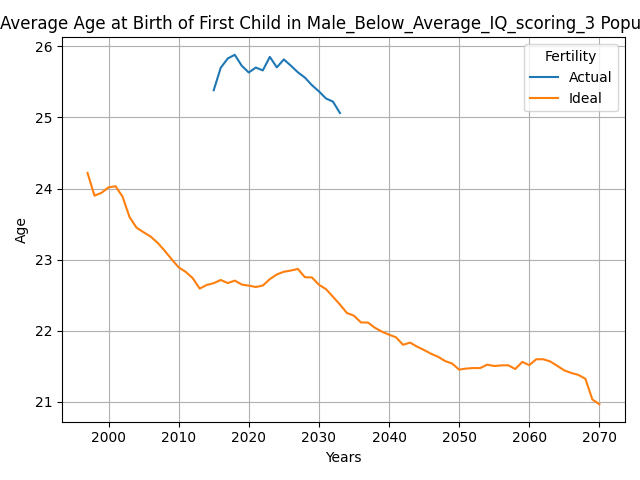 Average Age at Birth of First Child in Male_Below_Average_IQ_scoring_3 Popu
Fertility
Actual
Ideal
26
25
24
23
22
21
Age
2000
2010
2020
2030
2040
2050
2060
2070
Years